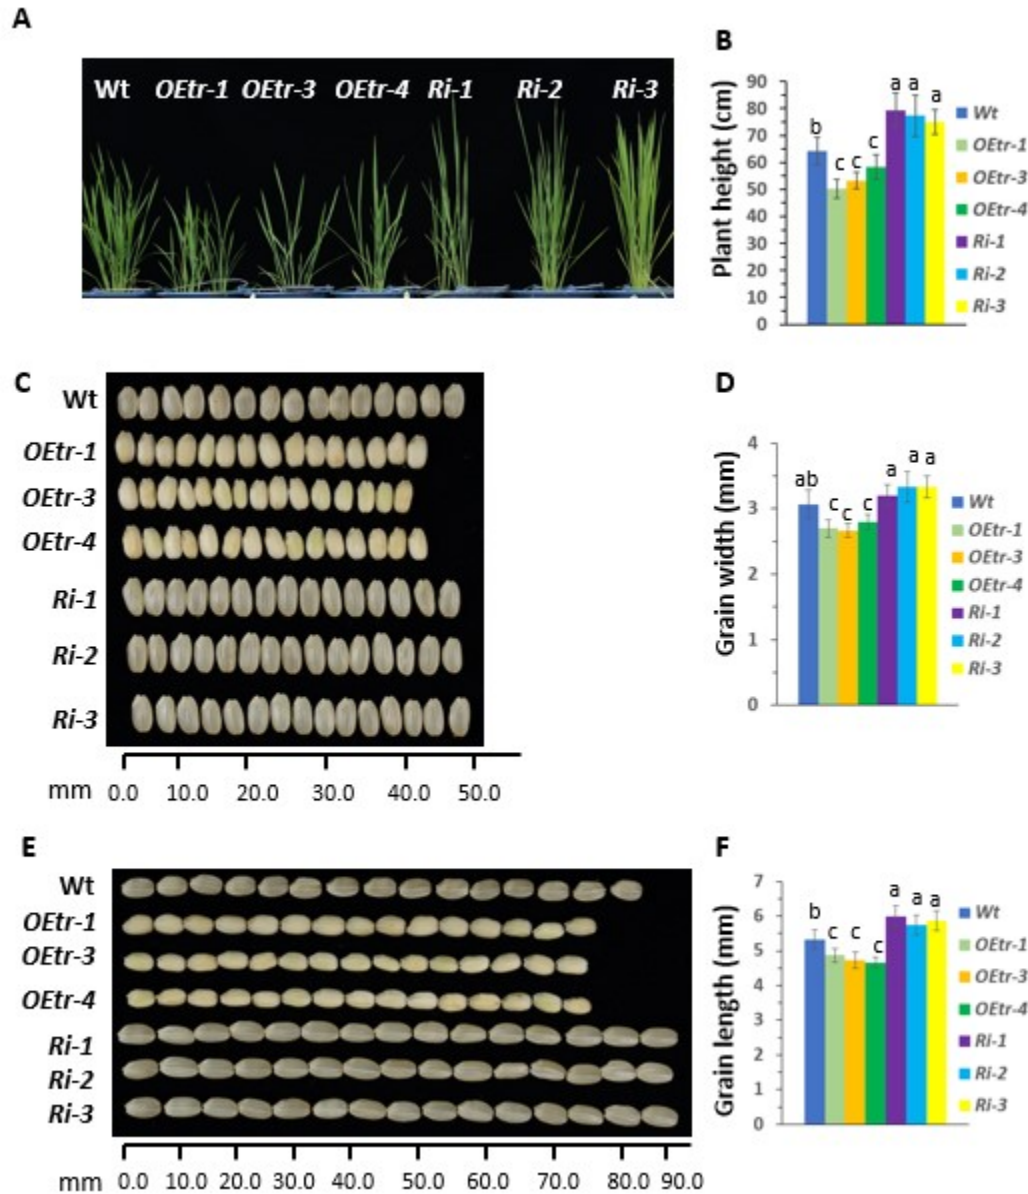 A
Wt OEtr-1 OEtr-3 OEtr-4 Ri-1 Ri-2 Ri-3
B
Plant height (cm)
90
80
70
60
50
40
30
20
10
0
b c c c a a a
Wt
OEtr-1
OEtr-3
OEtr-4
Ri-1
Ri-2
Ri-3
C
Wt
OEtr-1
OEtr-3
OEtr-4
Ri-1
Ri-2
Ri-3
mm 0.0 10.0 20.0 30.0 40.0 50.0
D
Grain width (mm)
4
3
2
1
0
ab c c c a a a
Wt
OEtr-1
OEtr-3
OEtr-4
Ri-1
Ri-2
Ri-3
E
Wt
OEtr-1
OEtr-3
OEtr-4
Ri-1
Ri-2
Ri-3
mm 0.0 10.0 20.0 30.0 40.0 50.0 60.0 70.0 80.0 90.0
F
Grain length (mm)
7
6
5
4
3
2
1
0
b c c c a a a
Wt
OEtr-1
OEtr-3
OEtr-4
Ri-1
Ri-2
Ri-3